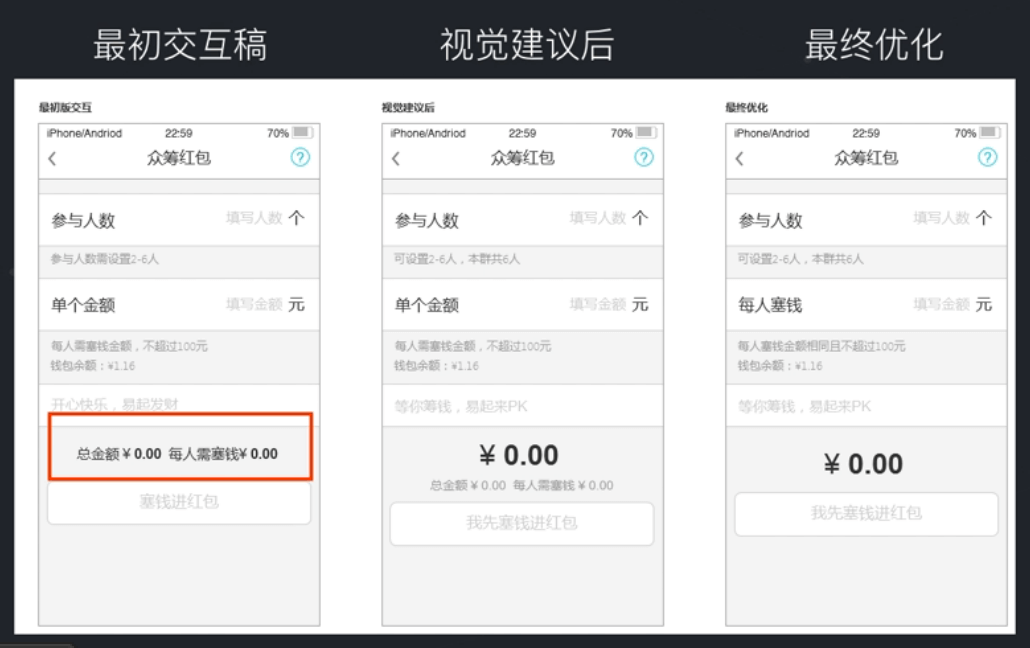 最初交互稿
视觉建议后
最终优化
最初版交互
iPhone/Andriod 22:59 70%
众筹红包 ?
参与人数 填写人数 个
参与人数需设置2-6人
单个金额 填写金额 元
每人需塞钱金额，不超过100元
钱包余额：¥1.16
开心快乐，易起发财
总金额¥0.00 每人需塞钱¥0.00
塞钱进红包
视觉建议后
iPhone/Andriod 22:59 70%
众筹红包 ?
参与人数 填写人数 个
可设置2-6人，本群共6人
单个金额 填写金额 元
每人需塞钱金额，不超过100元
钱包余额：¥1.16
等你筹钱，易起来PK
¥ 0.00
总金额¥0.00 每人需塞钱¥0.00
我先塞钱进红包
最终优化
iPhone/Andriod 22:59 70%
众筹红包 ?
参与人数 填写人数 个
可设置2-6人，本群共6人
每人塞钱 填写金额 元
每人塞钱金额相同且不超过100元
钱包余额：¥1.16
等你筹钱，易起来PK
¥ 0.00
我先塞钱进红包